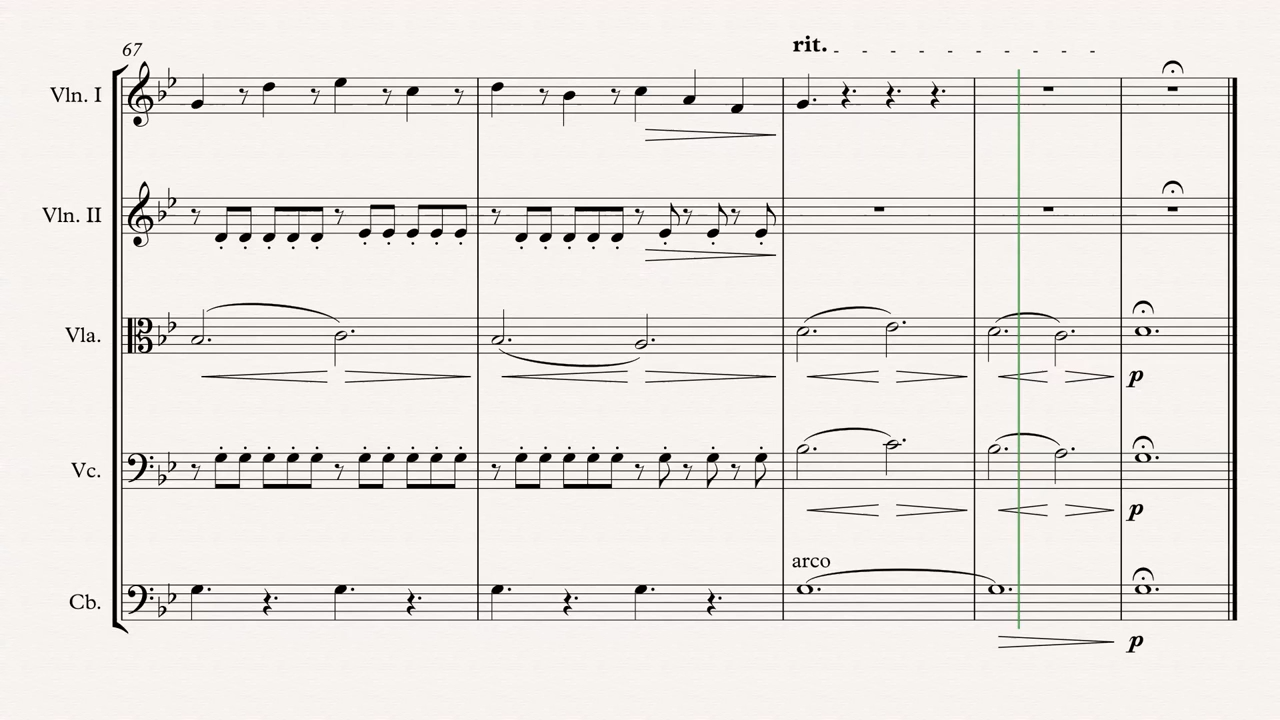 67
rit.
Vln. I
Vln. II
Vla.
p
Vc.
p
arco
Cb.
p